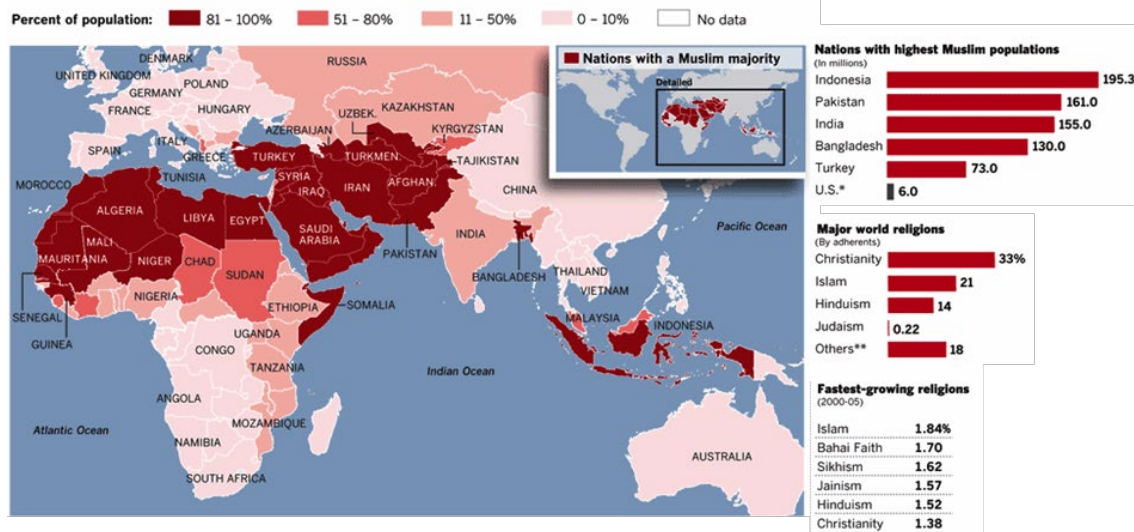 Percent of population: 81 – 100% 51 – 80% 11 – 50% 0 – 10% No data
DENMARK
RUSSIA
UNITED KINGDOM
POLAND
GERMANY
FRANCE
HUNGARY
KAZAKHSTAN
UZBEK.
AZERBAIJAN
KYRGYZSTAN
ITALY
SPAIN
GREECE
TURKEY
TURKMEN.
TAJIKISTAN
MOROCCO
TUNISIA
SYRIA
IRAQ
IRAN
AFGHAN.
CHINA
ALGERIA
LIBYA
EGYPT
SAUDI
ARABIA
PAKISTAN
INDIA
BANGLADESH
MALI
MAURITANIA
NIGER
CHAD
SUDAN
THAILAND
VIETNAM
SENEGAL
GUINEA
NIGERIA
ETHIOPIA
SOMALIA
MALAYSIA
INDONESIA
UGANDA
CONGO
TANZANIA
Indian Ocean
Pacific Ocean
ANGOLA
Atlantic Ocean
MOZAMBIQUE
NAMIBIA
SOUTH AFRICA
AUSTRALIA
Nations with a Muslim majority
Detailed
Nations with highest Muslim populations
(In millions)
Indonesia 195.3
Pakistan 161.0
India 155.0
Bangladesh 130.0
Turkey 73.0
U.S.* 6.0
Major world religions
(By adherents)
Christianity 33%
Islam 21
Hinduism 14
Judaism 0.22
Others** 18
Fastest-growing religions
(2000-05)
Islam 1.84%
Bahai Faith 1.70
Sikhism 1.62
Jainism 1.57
Hinduism 1.52
Christianity 1.38